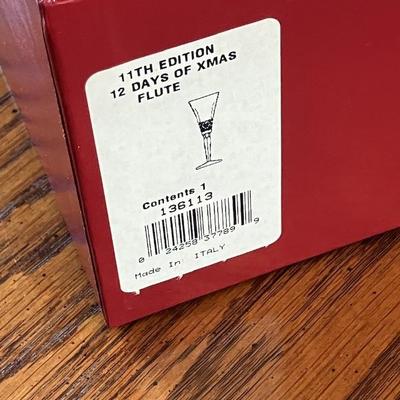 11TH EDITION
12 DAYS OF XMAS
FLUTE
Contents 1
136113
0 24258 37789 9
Made In: ITALY